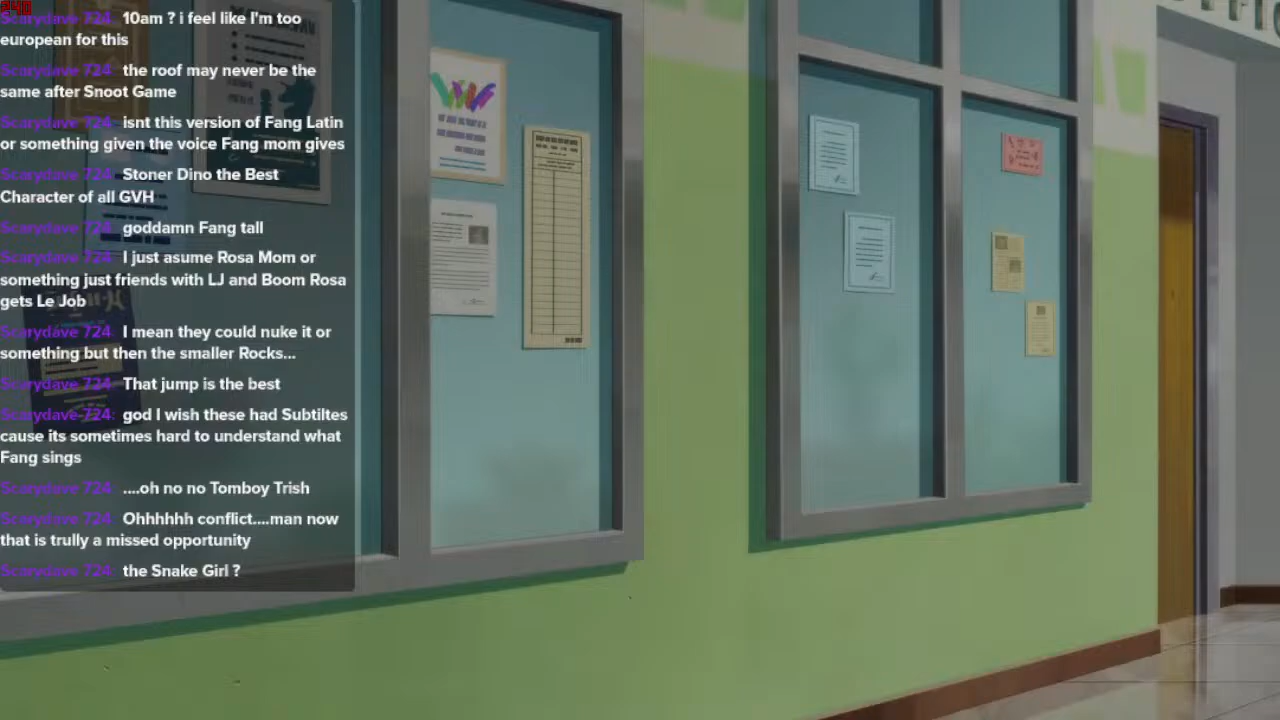 Scarydave 724: 10am ? i feel like I'm too
european for this
Scarydave 724: the roof may never be the
same after Snoot Game
Scarydave 724: isnt this version of Fang Latin
or something given the voice Fang mom gives
Scarydave 724: Stoner Dino the Best
Character of all GVH
Scarydave 724: goddamn Fang tall
Scarydave 724: I just asume Rosa Mom or
something just friends with LJ and Boom Rosa
gets Le Job
Scarydave 724: I mean they could nuke it or
something but then the smaller Rocks...
Scarydave 724: That jump is the best
Scarydave 724: god I wish these had Subtiltes
cause its sometimes hard to understand what
Fang sings
Scarydave 724: ....oh no no Tomboy Trish
Scarydave 724: Ohhhhhh conflict....man now
that is trully a missed opportunity
Scarydave 724: the Snake Girl ?